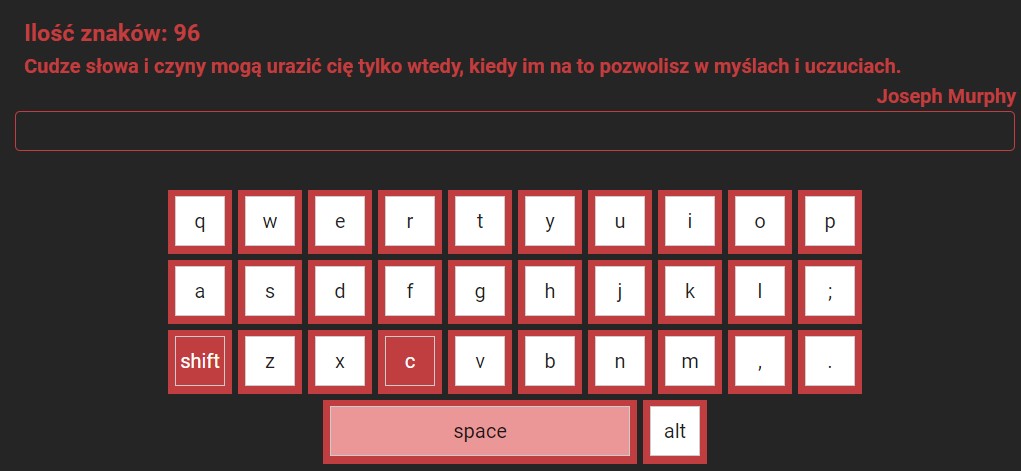 Ilość znaków: 96
Cudze słowa i czyny mogą urazić cię tylko wtedy, kiedy im na to pozwolisz w myślach i uczuciach.
Joseph Murphy
q w e r t y u i o p
a s d f g h j k l ;
shift z x c v b n m , .
space alt